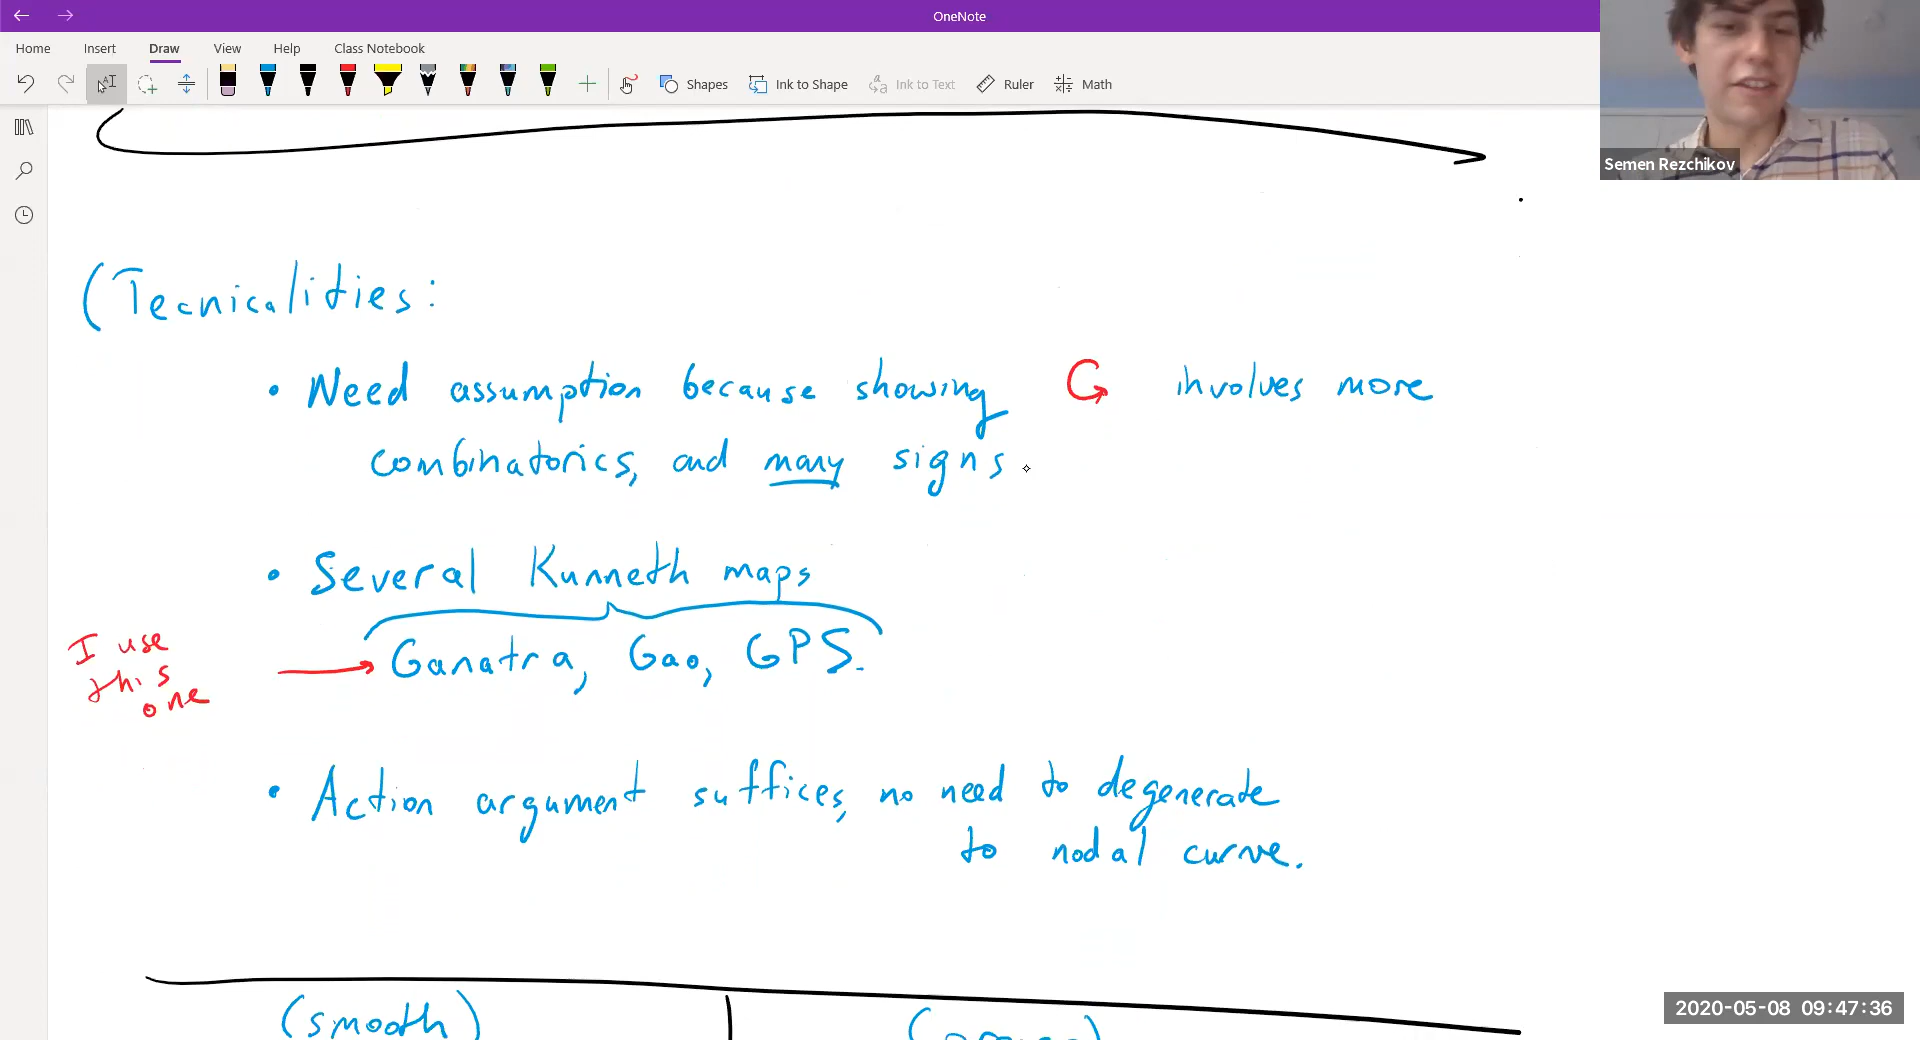 OneNote
Home Insert Draw View Help Class Notebook
Shapes Ink to Shape Ink to Text Ruler Math
Semen Rezchikov
(Tecnicalities:
• Need assumption because showing involves more
combinatorics, and many signs.
• Several Kunneth maps
I use
this
one
Ganatra, Gao, GPS.
• Action argument suffices, no need to degenerate
to nodal curve.
(smooth)
2020-05-08 09:47:36